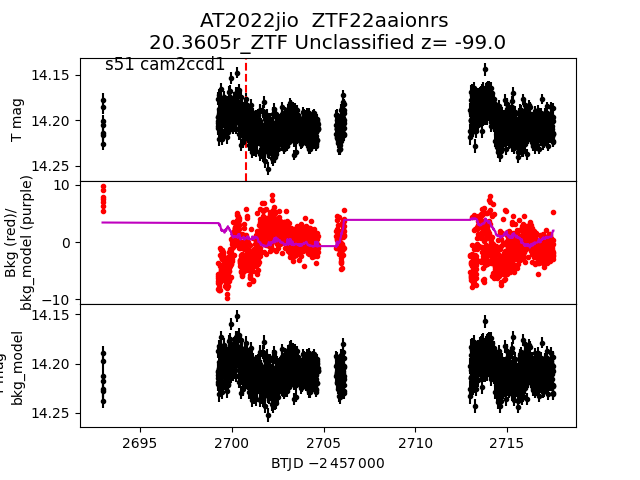 AT2022jio  ZTF22aaionrs
20.3605r_ZTF Unclassified z= -99.0
s51 cam2ccd1
14.15
14.20
14.25
T mag
10
0
−10
Bkg (red)/
bkg_model (purple)
14.15
14.20
14.25
mag
bkg_model
2695
2700
2705
2710
2715
BTJD −2 457 000